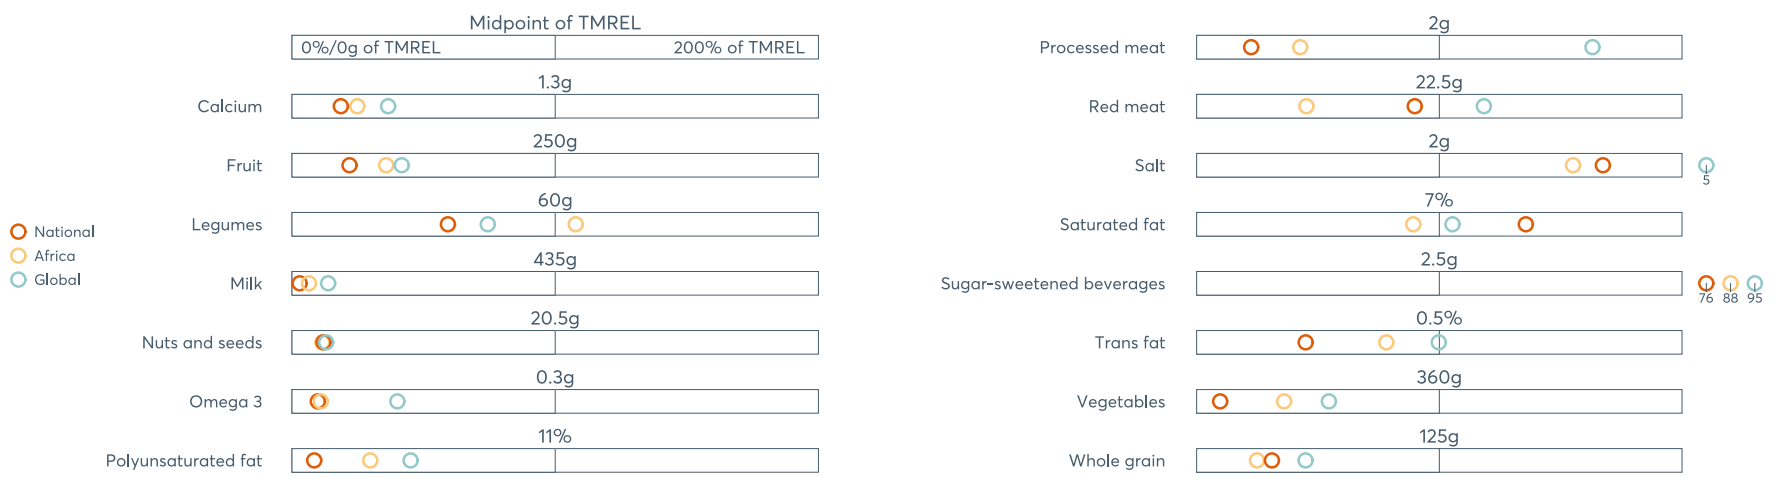 Midpoint of TMREL
0%/0g of TMREL 200% of TMREL
1.3g
Calcium
250g
Fruit
60g
Legumes
435g
Milk
20.5g
Nuts and seeds
0.3g
Omega 3
11%
Polyunsaturated fat
National
Africa
Global
2g
Processed meat
22.5g
Red meat
2g
Salt
5
7%
Saturated fat
2.5g
Sugar-sweetened beverages
76 88 95
0.5%
Trans fat
360g
Vegetables
125g
Whole grain